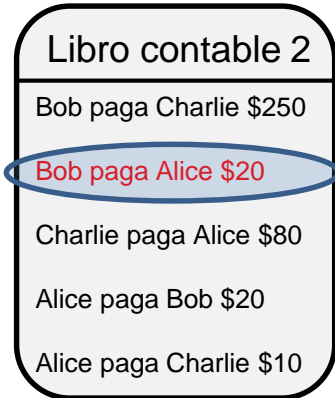 Libro contable 2
Bob paga Charlie $250
Bob paga Alice $20
Charlie paga Alice $80
Alice paga Bob $20
Alice paga Charlie $10